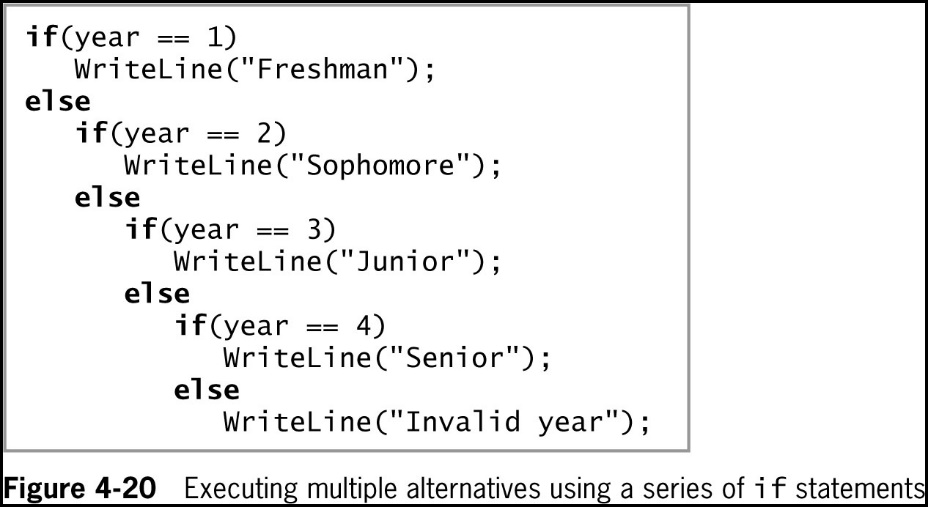 if(year == 1)
   WriteLine("Freshman");
else
   if(year == 2)
      WriteLine("Sophomore");
   else
      if(year == 3)
         WriteLine("Junior");
      else
         if(year == 4)
            WriteLine("Senior");
         else
            WriteLine("Invalid year");
Figure 4-20 Executing multiple alternatives using a series of if statements